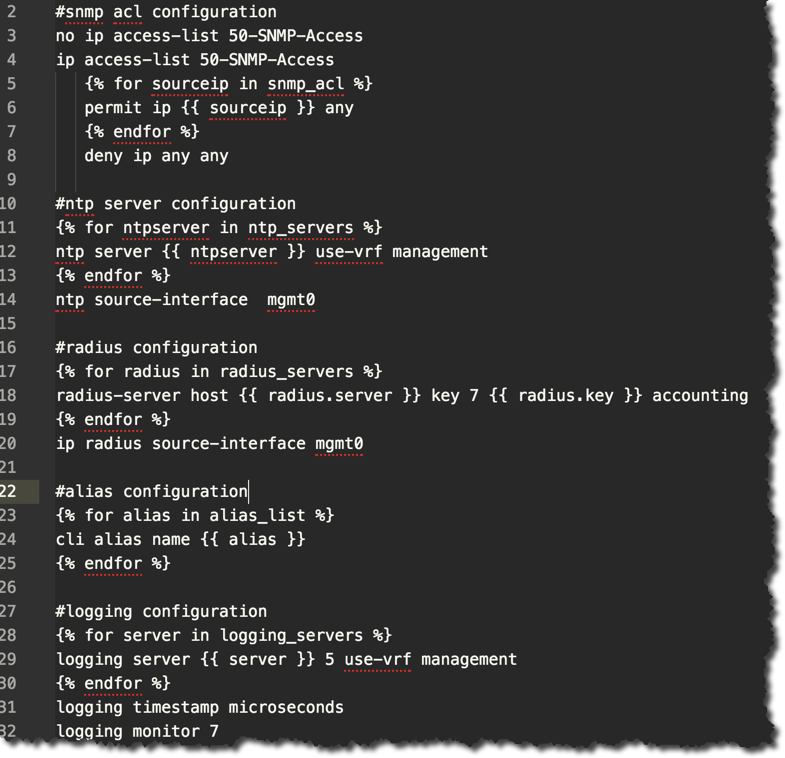 2 #snmp acl configuration
3 no ip access-list 50-SNMP-Access
4 ip access-list 50-SNMP-Access
5 {% for sourceip in snmp_acl %}
6 permit ip {{ sourceip }} any
7 {% endfor %}
8 deny ip any any
9
10 #ntp server configuration
11 {% for ntpserver in ntp_servers %}
12 ntp server {{ ntpserver }} use-vrf management
13 {% endfor %}
14 ntp source-interface  mgmt0
15
16 #radius configuration
17 {% for radius in radius_servers %}
18 radius-server host {{ radius.server }} key 7 {{ radius.key }} accounting
19 {% endfor %}
20 ip radius source-interface mgmt0
21
22 #alias configuration
23 {% for alias in alias_list %}
24 cli alias name {{ alias }}
25 {% endfor %}
26
27 #logging configuration
28 {% for server in logging_servers %}
29 logging server {{ server }} 5 use-vrf management
30 {% endfor %}
31 logging timestamp microseconds
32 logging monitor 7